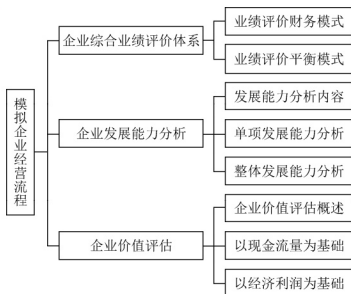 模拟企业经营流程
企业综合业绩评价体系
业绩评价财务模式
业绩评价平衡模式
企业发展能力分析
发展能力分析内容
单项发展能力分析
整体发展能力分析
企业价值评估
企业价值评估概述
以现金流量为基础
以经济利润为基础